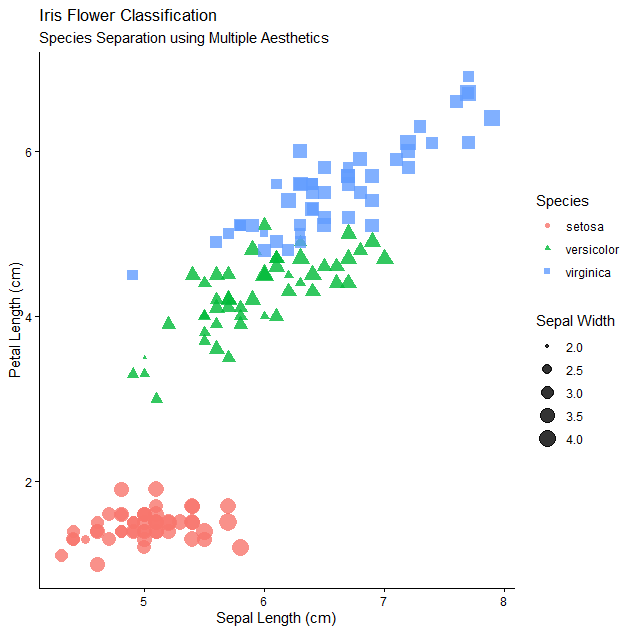 Iris Flower Classification
Species Separation using Multiple Aesthetics
Petal Length (cm)
6
4
2
5
6
7
8
Sepal Length (cm)
Species
setosa
versicolor
virginica
Sepal Width
2.0
2.5
3.0
3.5
4.0